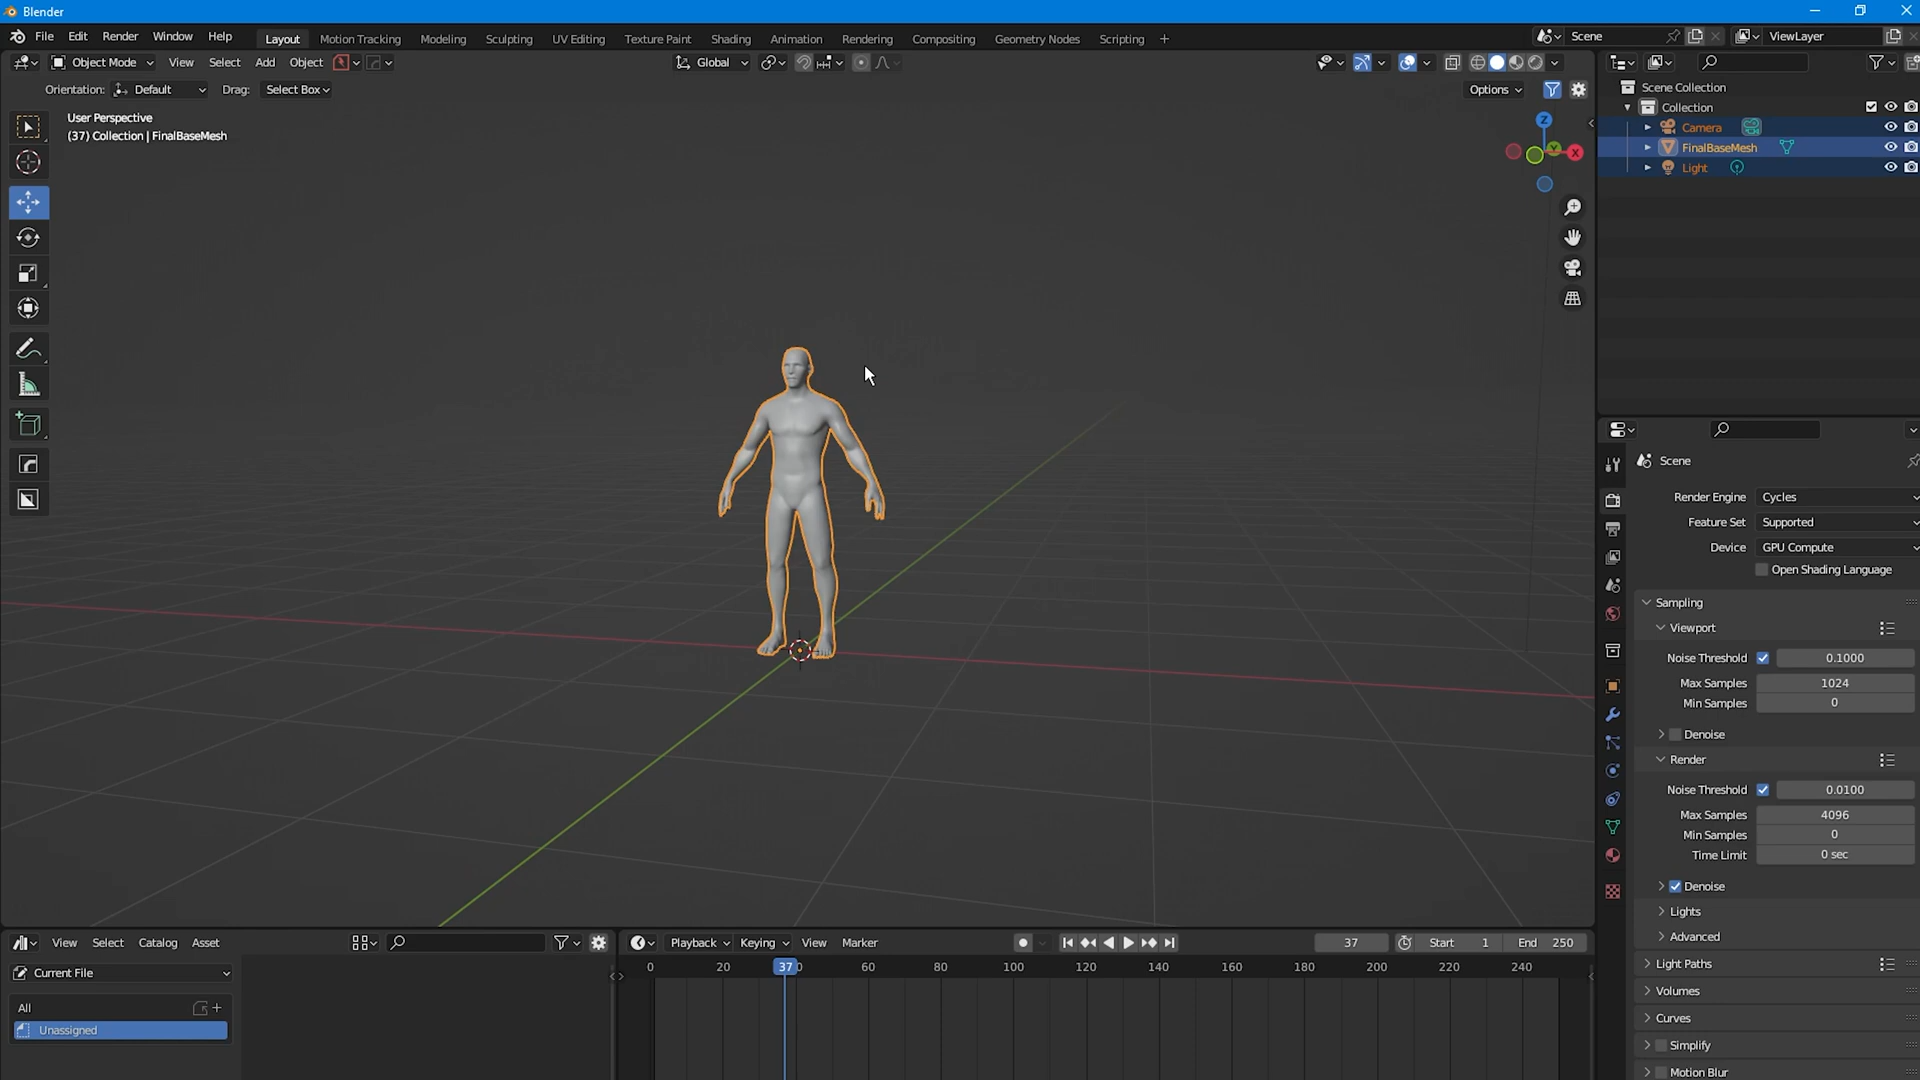 Blender
File Edit Render Window Help Layout Motion Tracking Modeling Sculpting UV Editing Texture Paint Shading Animation Rendering Compositing Geometry Nodes Scripting + Scene ViewLayer
Object Mode View Select Add Object Global
Orientation: Default Drag: Select Box Options
User Perspective
(37) Collection | FinalBaseMesh
Z
Y
X
Scene Collection
Collection
Camera
FinalBaseMesh
Light
Scene
Render Engine Cycles
Feature Set Supported
Device GPU Compute
Open Shading Language
Sampling
Viewport
Noise Threshold 0.1000
Max Samples 1024
Min Samples 0
Denoise
Render
Noise Threshold 0.0100
Max Samples 4096
Min Samples 0
Time Limit 0 sec
Denoise
Lights
Advanced
Light Paths
Volumes
Curves
Simplify
Motion Blur
View Select Catalog Asset
Current File
All
Unassigned
Playback Keying View Marker 37 Start 1 End 250
0 20 37 60 80 100 120 140 160 180 200 220 240